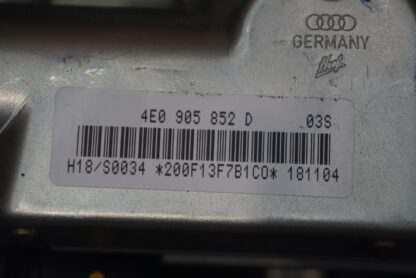 GERMANY
4E0 905 852 D 03S
H18/S0034 *200F13F7B1C0* 181104